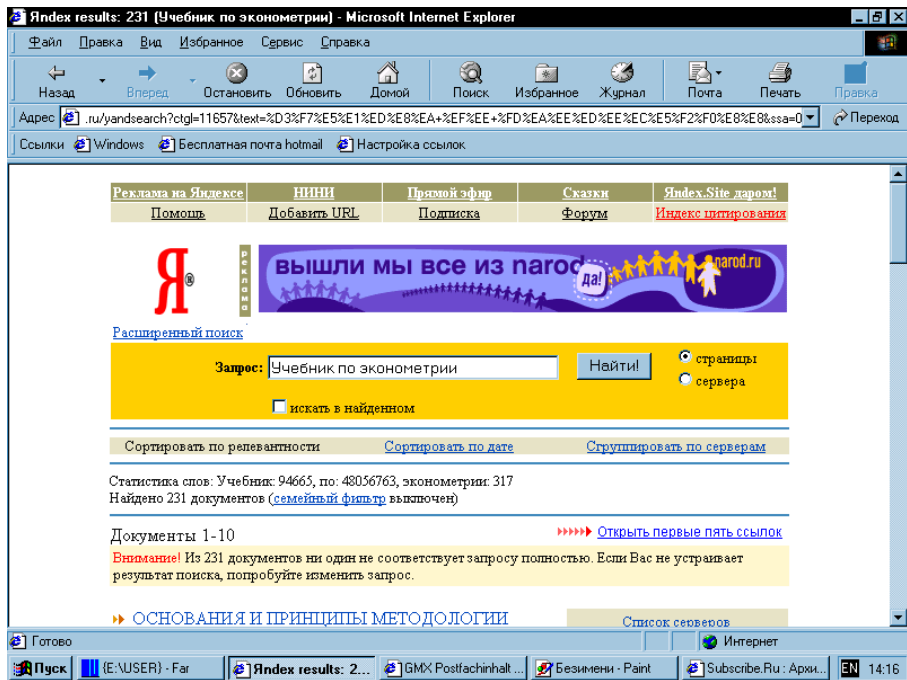 Яndex results: 231 (Учебник по эконометрии) - Microsoft Internet Explorer
Файл Правка Вид Избранное Сервис Справка
Назад Вперед Остановить Обновить Домой Поиск Избранное Журнал Почта Печать Правка
Адрес .ru/yandsearch?ctgl=11657&text=%D3%F7%E5%E1%ED%E8%EA+%EF%EE+%FD%EA%EE%ED%EE%EC%E5%F2%F0%E8%E8&ssa=0 Переход
Ссылки Windows Бесплатная почта hotmail Настройка ссылок
Реклама на Яндексе НИНИ Прямой эфир Сказки Яndex.Site даром!
Помощь Добавить URL Подписка Форум Индекс цитирования
Я® реклама вышли мы все из narod да! narod.ru
Расширенный поиск
Запрос: Учебник по эконометрии Найти! страницы
сервера
искать в найденном
Сортировать по релевантности Сортировать по дате Сгруппировать по серверам
Статистика слов: Учебник: 94665, по: 48056763, эконометрии: 317
Найдено 231 документов (семейный фильтр выключен)
Документы 1-10 Открыть первые пять ссылок
Внимание! Из 231 документов ни один не соответствует запросу полностью. Если Вас не устраивает
результат поиска, попробуйте изменить запрос.
ОСНОВАНИЯ И ПРИНЦИПЫ МЕТОДОЛОГИИ Список серверов
Готово Интернет
Пуск {E:\USER} - Far Яndex results: 2... GMX Postfachinhalt ... Безимени - Paint Subscribe.Ru : Архи... EN 14:16